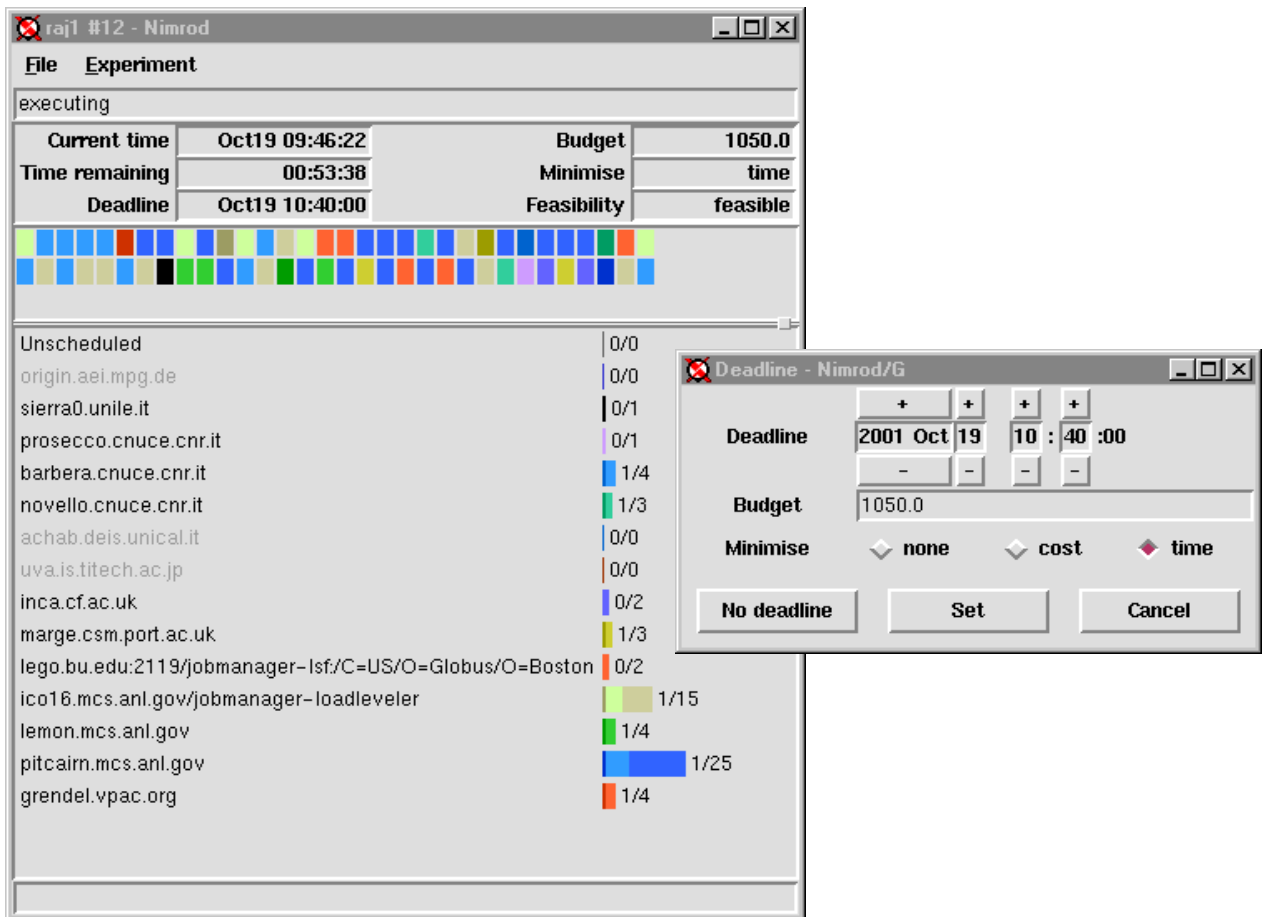 raj1 #12 - Nimrod
File Experiment
executing
Current time Oct19 09:46:22 Budget 1050.0
Time remaining 00:53:38 Minimise time
Deadline Oct19 10:40:00 Feasibility feasible
Unscheduled 0/0
origin.aei.mpg.de 0/0
sierra0.unile.it 0/1
prosecco.cnuce.cnr.it 0/1
barbera.cnuce.cnr.it 1/4
novello.cnuce.cnr.it 1/3
achab.deis.unical.it 0/0
uva.is.titech.ac.jp 0/0
inca.cf.ac.uk 0/2
marge.csm.port.ac.uk 1/3
lego.bu.edu:2119/jobmanager-lsf:/C=US/O=Globus/O=Boston 0/2
ico16.mcs.anl.gov/jobmanager-loadleveler 1/15
lemon.mcs.anl.gov 1/4
pitcairn.mcs.anl.gov 1/25
grendel.vpac.org 1/4
Deadline - Nimrod/G
+ + + +
Deadline 2001 Oct 19 10 : 40 :00
- - - -
Budget 1050.0
Minimise none cost time
No deadline Set Cancel